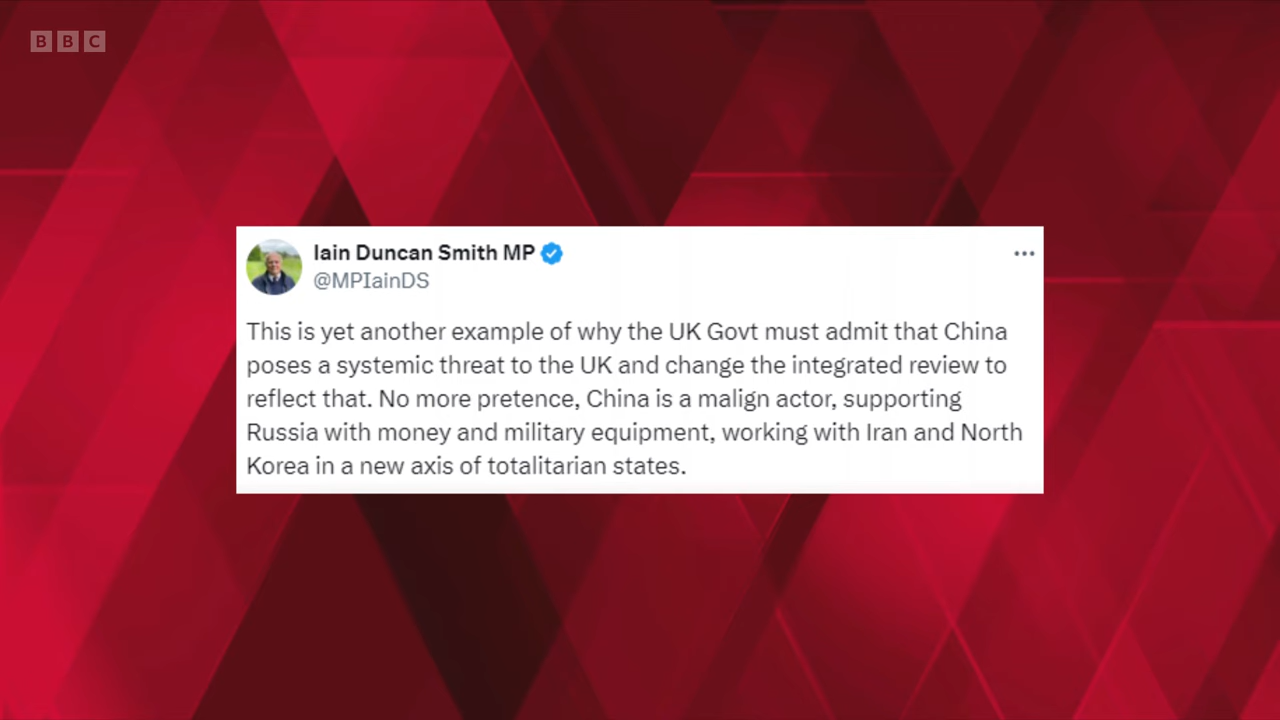 BBC
Iain Duncan Smith MP
@MPIainDS
This is yet another example of why the UK Govt must admit that China
poses a systemic threat to the UK and change the integrated review to
reflect that. No more pretence, China is a malign actor, supporting
Russia with money and military equipment, working with Iran and North
Korea in a new axis of totalitarian states.